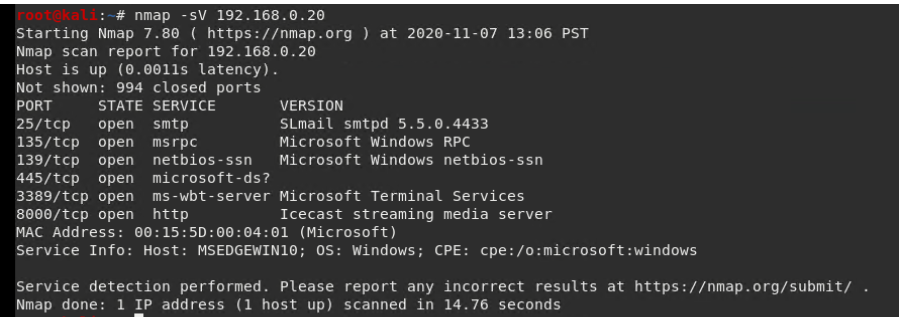 root@kali:~# nmap -sV 192.168.0.20
Starting Nmap 7.80 ( https://nmap.org ) at 2020-11-07 13:06 PST
Nmap scan report for 192.168.0.20
Host is up (0.0011s latency).
Not shown: 994 closed ports
PORT     STATE SERVICE       VERSION
25/tcp   open  smtp          SLmail smtpd 5.5.0.4433
135/tcp  open  msrpc         Microsoft Windows RPC
139/tcp  open  netbios-ssn   Microsoft Windows netbios-ssn
445/tcp  open  microsoft-ds?
3389/tcp open  ms-wbt-server Microsoft Terminal Services
8000/tcp open  http          Icecast streaming media server
MAC Address: 00:15:5D:00:04:01 (Microsoft)
Service Info: Host: MSEDGEWIN10; OS: Windows; CPE: cpe:/o:microsoft:windows

Service detection performed. Please report any incorrect results at https://nmap.org/submit/ .
Nmap done: 1 IP address (1 host up) scanned in 14.76 seconds